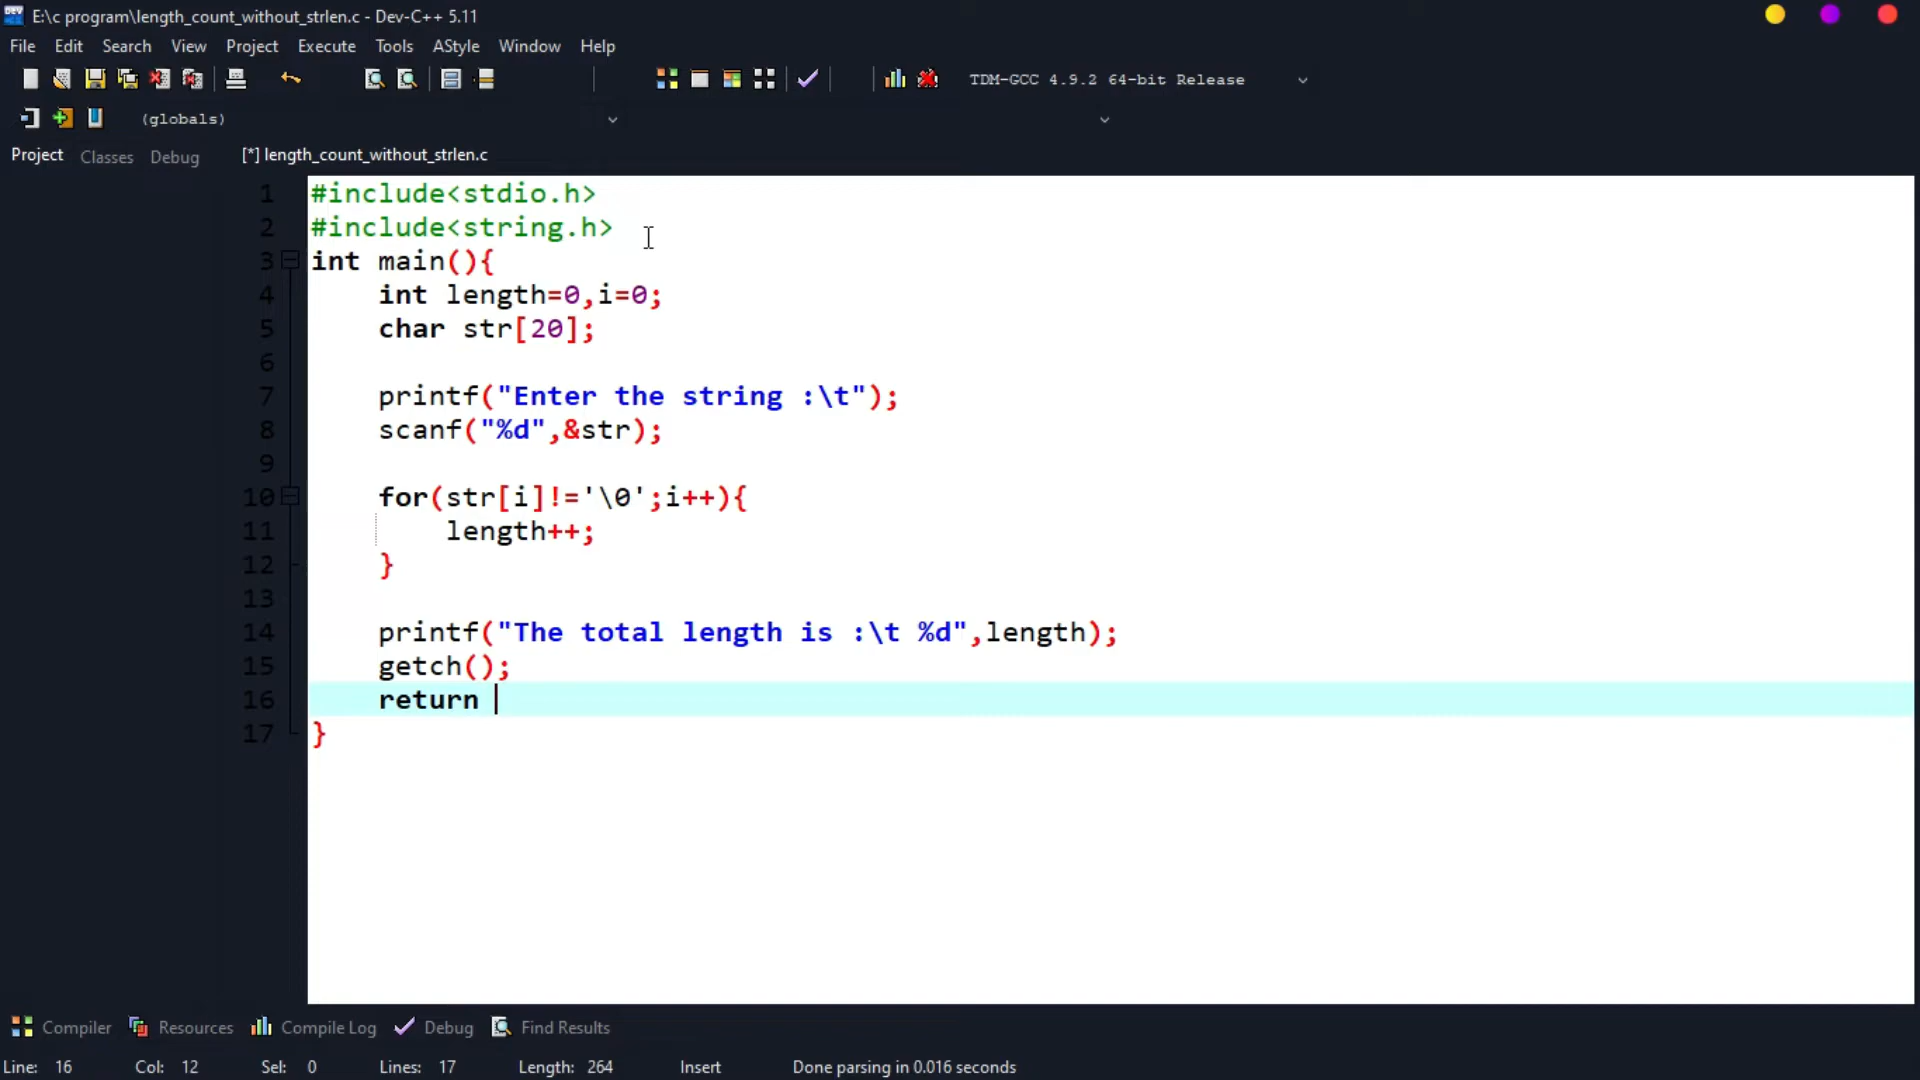 E:\c program\length_count_without_strlen.c - Dev-C++ 5.11
File Edit Search View Project Execute Tools AStyle Window Help
TDM-GCC 4.9.2 64-bit Release
(globals)
Project Classes Debug [*] length_count_without_strlen.c
1 #include<stdio.h>
2 #include<string.h>
3 int main(){
4 int length=0,i=0;
5 char str[20];
6
7 printf("Enter the string :\t");
8 scanf("%d",&str);
9
10 for(str[i]!='\0';i++){
11 length++;
12 }
13
14 printf("The total length is :\t %d",length);
15 getch();
16 return
17 }
Compiler Resources Compile Log Debug Find Results
Line: 16 Col: 12 Sel: 0 Lines: 17 Length: 264 Insert Done parsing in 0.016 seconds